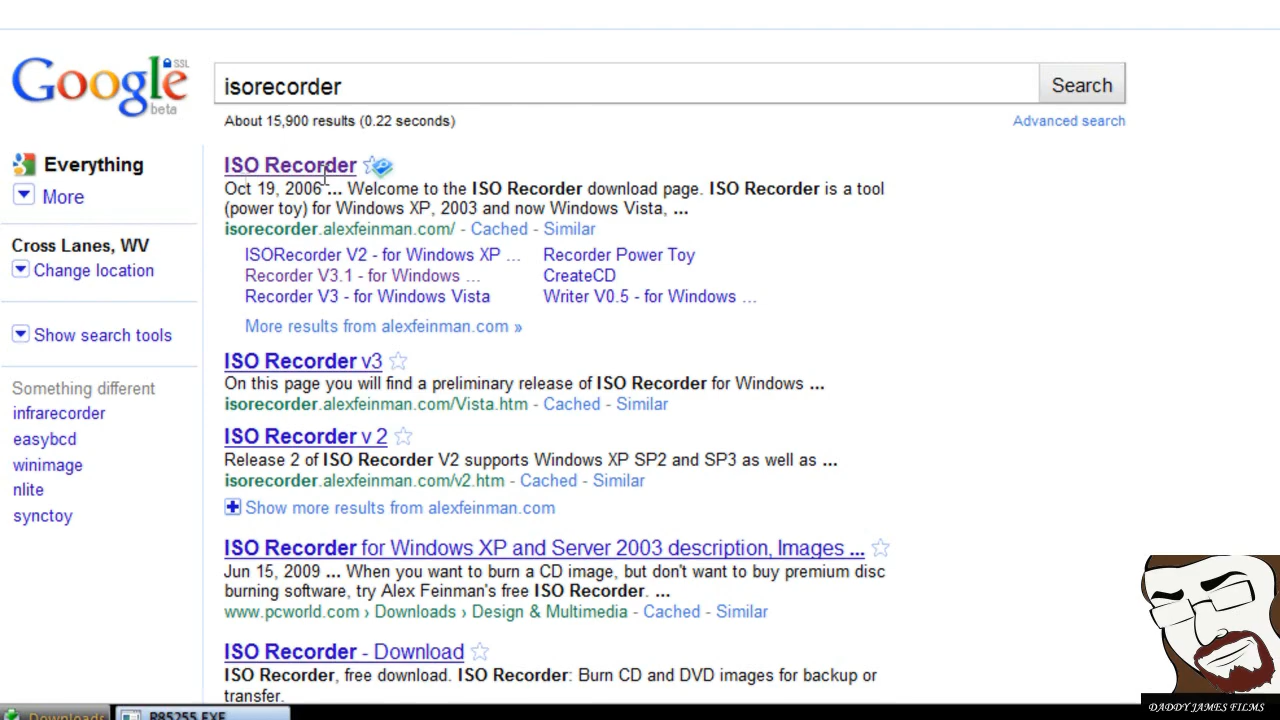 Google SSL
beta
isorecorder
Search
About 15,900 results (0.22 seconds)
Advanced search
Everything
More
Cross Lanes, WV
Change location
Show search tools
Something different
infrarecorder
easybcd
winimage
nlite
synctoy
ISO Recorder
Oct 19, 2006 ... Welcome to the ISO Recorder download page. ISO Recorder is a tool
(power toy) for Windows XP, 2003 and now Windows Vista, ...
isorecorder.alexfeinman.com/ - Cached - Similar
ISORecorder V2 - for Windows XP ... Recorder Power Toy
Recorder V3.1 - for Windows ... CreateCD
Recorder V3 - for Windows Vista Writer V0.5 - for Windows ...
More results from alexfeinman.com »
ISO Recorder v3
On this page you will find a preliminary release of ISO Recorder for Windows ...
isorecorder.alexfeinman.com/Vista.htm - Cached - Similar
ISO Recorder v 2
Release 2 of ISO Recorder V2 supports Windows XP SP2 and SP3 as well as ...
isorecorder.alexfeinman.com/v2.htm - Cached - Similar
Show more results from alexfeinman.com
ISO Recorder for Windows XP and Server 2003 description, Images ...
Jun 15, 2009 ... When you want to burn a CD image, but don't want to buy premium disc
burning software, try Alex Feinman's free ISO Recorder. ...
www.pcworld.com › Downloads › Design & Multimedia - Cached - Similar
ISO Recorder - Download
ISO Recorder, free download. ISO Recorder: Burn CD and DVD images for backup or
transfer.
Downloads
R85255.EXE
DADDY JAMES FILMS